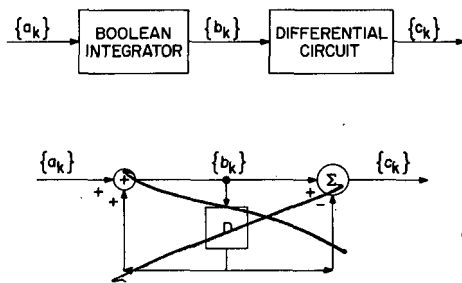 {aₖ} BOOLEAN INTEGRATOR {bₖ} DIFFERENTIAL CIRCUIT {cₖ}
{aₖ} {bₖ} {cₖ}
+ + + + Σ −
D